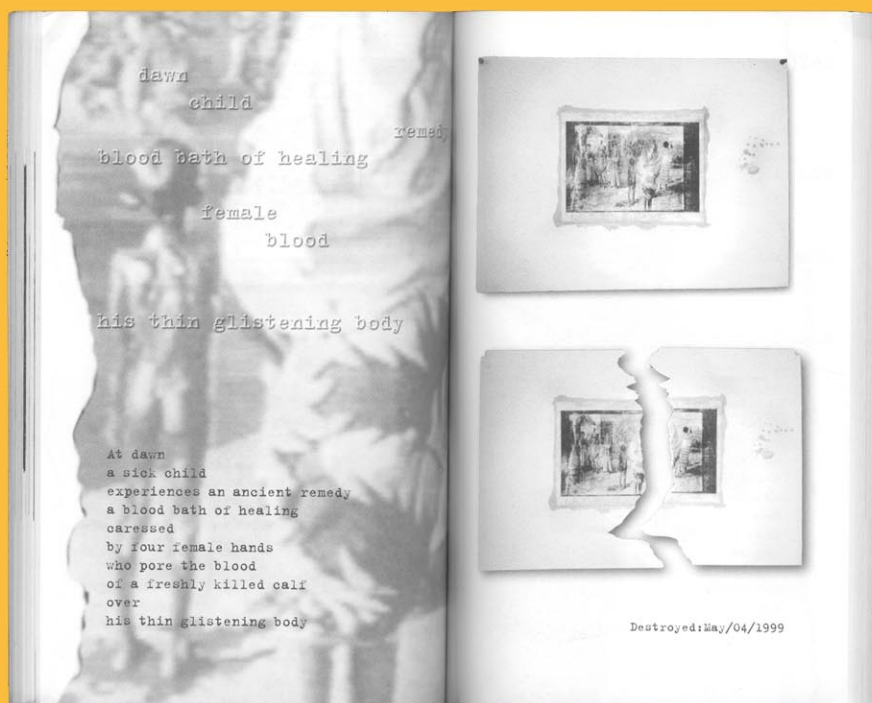 dawn
child
remedy
blood bath of healing
female
blood
his thin glistening body
At dawn
a sick child
experiences an ancient remedy
a blood bath of healing
caressed
by four female hands
who pore the blood
of a freshly killed calf
over
his thin glistening body
Destroyed:May/04/1999